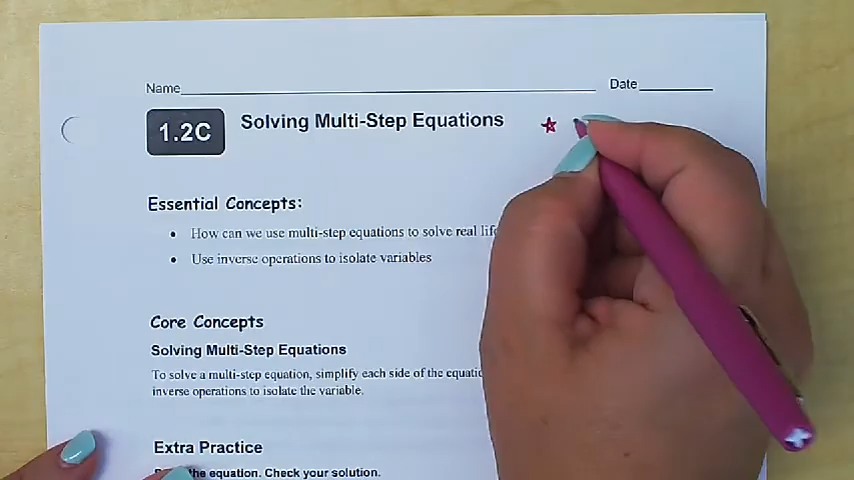 Name Date
1.2C Solving Multi-Step Equations
Essential Concepts:
• How can we use multi-step equations to solve real
• Use inverse operations to isolate variables
Core Concepts
Solving Multi-Step Equations
To solve a multi-step equation, simplify each side of the
inverse operations to isolate the variable.
Extra Practice
the equation. Check your solution.